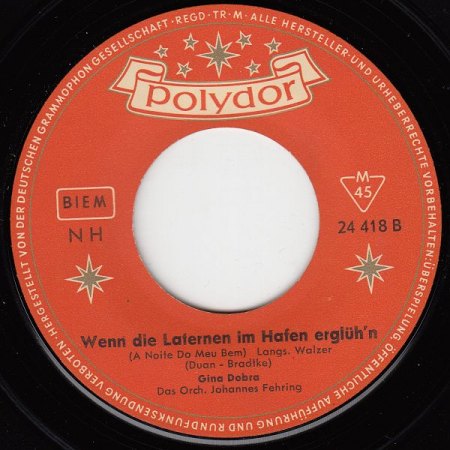 HERGESTELLT VON DER DEUTSCHEN GRAMMOPHON GESELLSCHAFT · REGD·TR·M · ALLE HERSTELLER- UND URHEBERRECHTE VORBEHALTEN · ÜBERSPIELUNG, ÖFFENTLICHE AUFFÜHRUNG UND RUNDFUNKSENDUNG VERBOTEN ·
polydor
BIEM
NH
M
45
24 418 B
Wenn die Laternen im Hafen erglüh'n
(A Noite Do Meu Bem) Langs. Walzer
(Duan - Bradtke)
Gina Dobra
Das Orch. Johannes Fehring